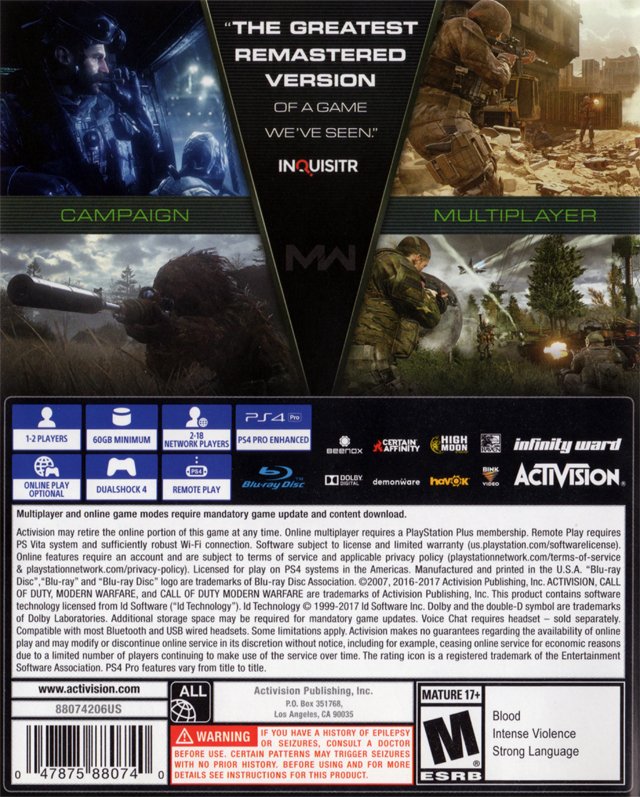 "THE GREATEST
REMASTERED
VERSION
OF A GAME
WE'VE SEEN."
INQUISITR
CAMPAIGN
MULTIPLAYER
MW
1-2 PLAYERS
60GB MINIMUM
2-18
NETWORK PLAYERS
PS4 Pro
PS4 PRO ENHANCED
ONLINE PLAY
OPTIONAL
DUALSHOCK 4
PS4
REMOTE PLAY
Blu-ray Disc™
BEENOX
CERTAIN AFFINITY
HIGH MOON
infinity ward
DOLBY DIGITAL
demonware
havok
BINK VIDEO
ACTIVISION®
Multiplayer and online game modes require mandatory game update and content download.
Activision may retire the online portion of this game at any time. Online multiplayer requires a PlayStation Plus membership. Remote Play requires
PS Vita system and sufficiently robust Wi-Fi connection. Software subject to license and limited warranty (us.playstation.com/softwarelicense).
Online features require an account and are subject to terms of service and applicable privacy policy (playstationnetwork.com/terms-of-service
& playstationnetwork.com/privacy-policy). Licensed for play on PS4 systems in the Americas. Manufactured and printed in the U.S.A. "Blu-ray
Disc", "Blu-ray" and "Blu-ray Disc" logo are trademarks of Blu-ray Disc Association. ©2007, 2016-2017 Activision Publishing, Inc. ACTIVISION, CALL
OF DUTY, MODERN WARFARE, and CALL OF DUTY MODERN WARFARE are trademarks of Activision Publishing, Inc. This product contains software
technology licensed from Id Software ("Id Technology"). Id Technology © 1999-2017 Id Software Inc. Dolby and the double-D symbol are trademarks
of Dolby Laboratories. Additional storage space may be required for mandatory game updates. Voice Chat requires headset – sold separately.
Compatible with most Bluetooth and USB wired headsets. Some limitations apply. Activision makes no guarantees regarding the availability of online
play and may modify or discontinue online service in its discretion without notice, including for example, ceasing online service for economic reasons
due to a limited number of players continuing to make use of the service over time. The rating icon is a registered trademark of the Entertainment
Software Association. PS4 Pro features vary from title to title.
www.activision.com
88074206US
0 47875 88074 0
ALL
Activision Publishing, Inc.
P.O. Box 351768,
Los Angeles, CA 90035
WARNING IF YOU HAVE A HISTORY OF EPILEPSY
OR SEIZURES, CONSULT A DOCTOR
BEFORE USE. CERTAIN PATTERNS MAY TRIGGER SEIZURES
WITH NO PRIOR HISTORY. BEFORE USING AND FOR MORE
DETAILS SEE INSTRUCTIONS FOR THIS PRODUCT.
MATURE 17+
M
®
ESRB
Blood
Intense Violence
Strong Language